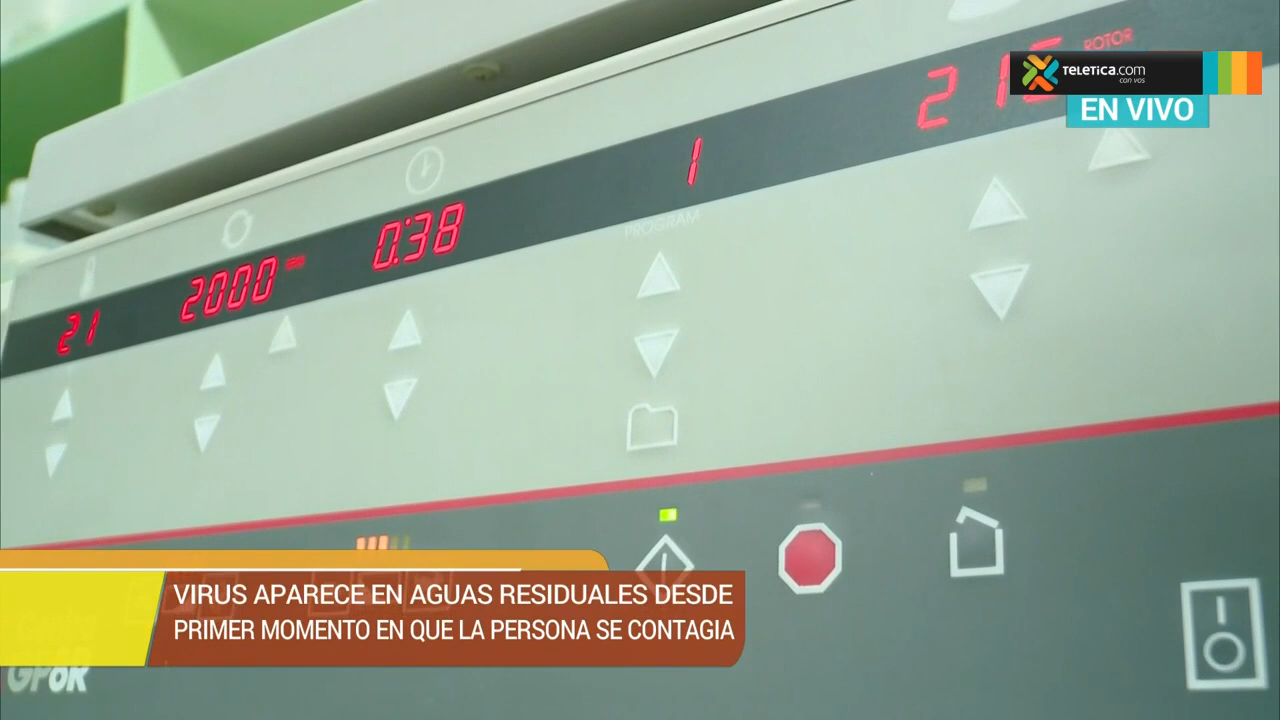 ROTOR
TELETICA.COM
con vos
EN VIVO
1
PROGRAM
0:38
2000
21
VIRUS APARECE EN AGUAS RESIDUALES DESDE
PRIMER MOMENTO EN QUE LA PERSONA SE CONTAGIA
GP6R